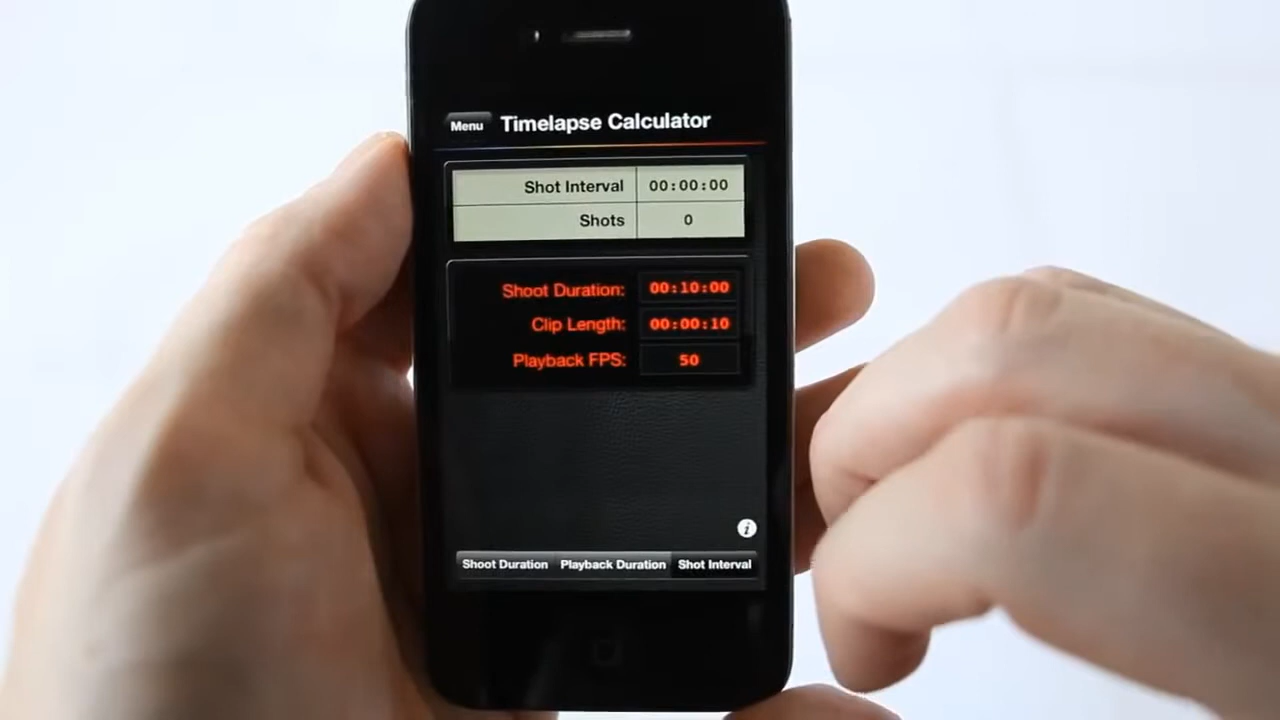 Menu Timelapse Calculator
Shot Interval 00:00:00
Shots 0
Shoot Duration: 00:10:00
Clip Length: 00:00:10
Playback FPS: 50
i
Shoot Duration Playback Duration Shot Interval